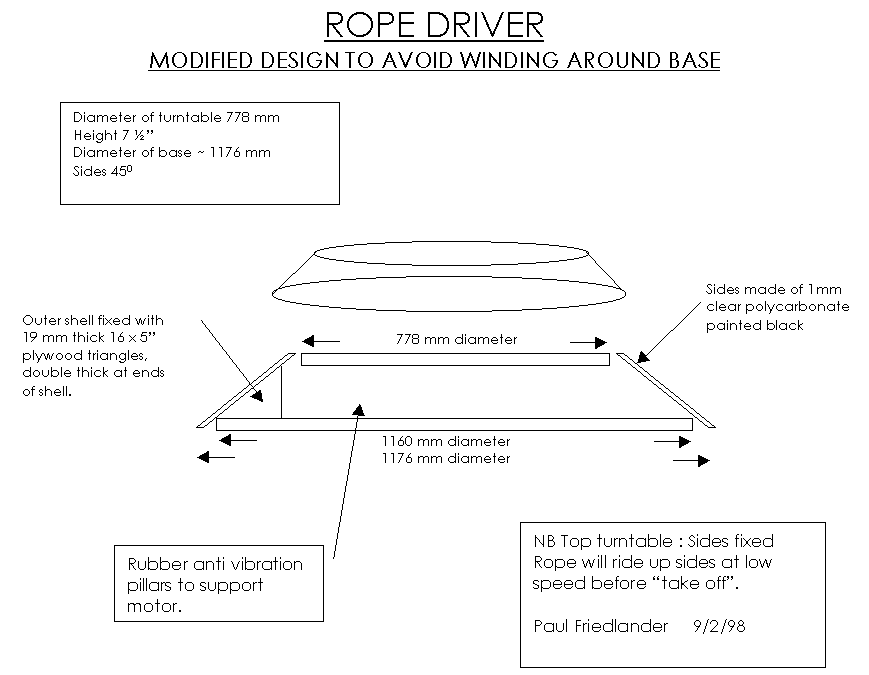 ROPE DRIVER
MODIFIED DESIGN TO AVOID WINDING AROUND BASE
Diameter of turntable 778 mm
Height 7 ½”
Diameter of base ~ 1176 mm
Sides 45⁰
Sides made of 1mm
clear polycarbonate
painted black
Outer shell fixed with
19 mm thick 16 x 5”
plywood triangles,
double thick at ends
of shell.
778 mm diameter
1160 mm diameter
1176 mm diameter
Rubber anti vibration
pillars to support
motor.
NB Top turntable : Sides fixed
Rope will ride up sides at low
speed before “take off”.
Paul Friedlander 9/2/98